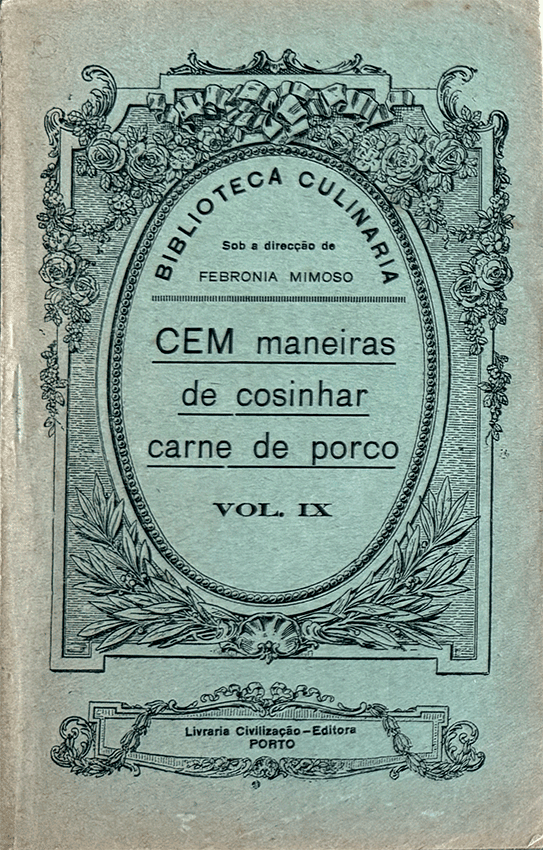 BIBLIOTECA CULINARIA
Sob a direcção de
FEBRONIA MIMOSO
CEM maneiras
de cosinhar
carne de porco
VOL. IX
Livraria Civilização-Editora
PORTO